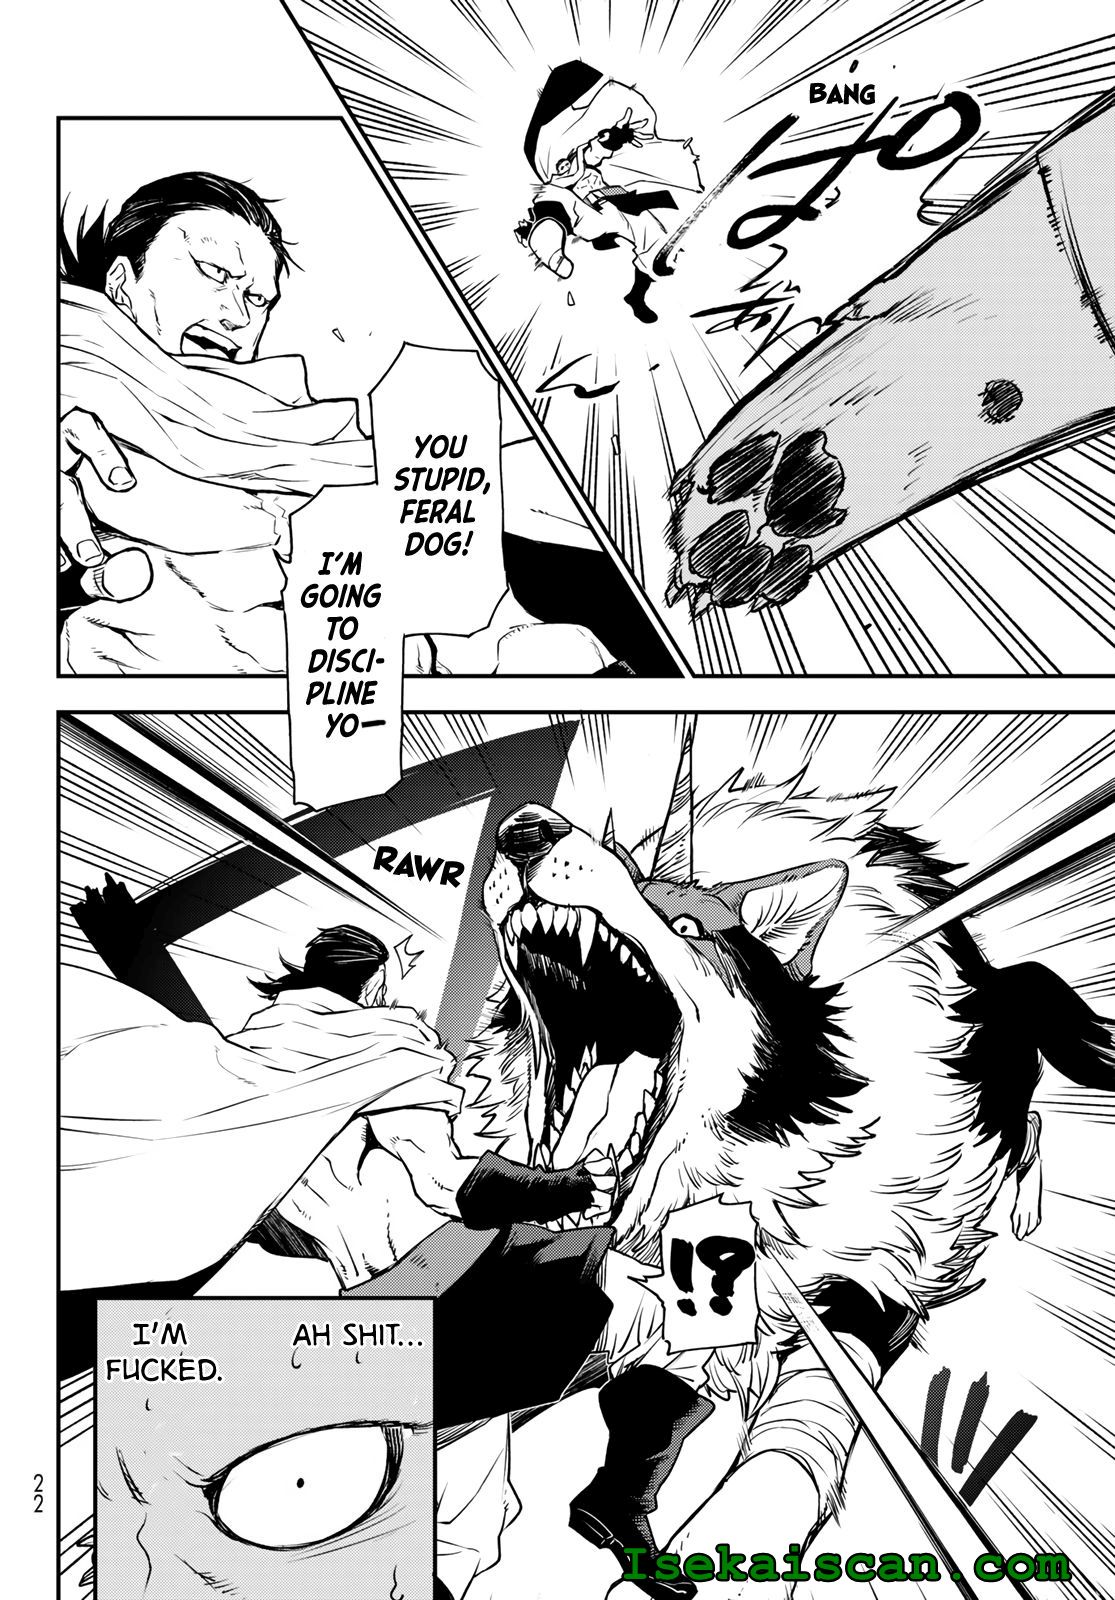 BANG
YOU
STUPID,
FERAL
DOG!
I'M
GOING
TO
DISCI-
PLINE
YO—
RAWR
!?
AH SHIT...
I'M
FUCKED.
22
Isekaiscan.com